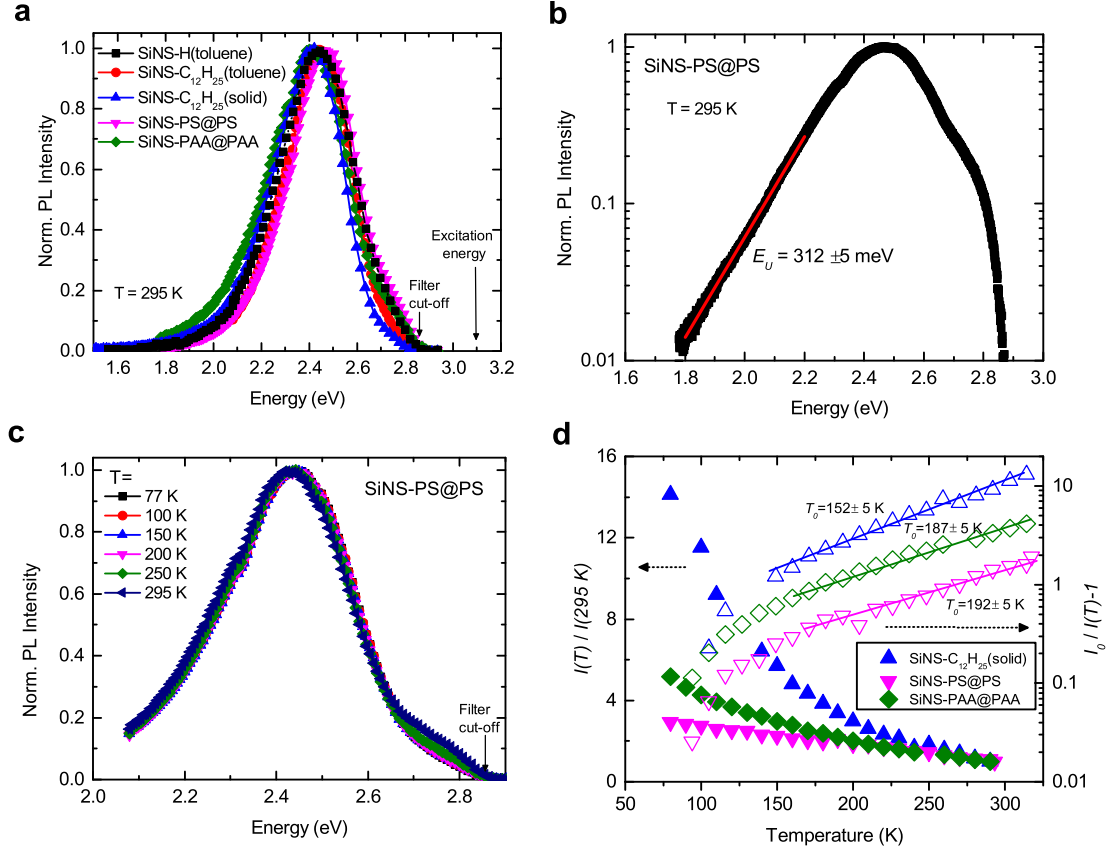 a
1.0
0.8
0.6
0.4
0.2
0.0
Norm. PL Intensity
SiNS-H(toluene)
SiNS-C12H25(toluene)
SiNS-C12H25(solid)
SiNS-PS@PS
SiNS-PAA@PAA
T = 295 K
Excitation
energy
Filter
cut-off
1.6 1.8 2.0 2.2 2.4 2.6 2.8 3.0 3.2
Energy (eV)
b
1
0.1
0.01
Norm. PL Intensity
SiNS-PS@PS
T = 295 K
EU = 312 ±5 meV
1.6 1.8 2.0 2.2 2.4 2.6 2.8 3.0
Energy (eV)
c
1.0
0.8
0.6
0.4
0.2
0.0
Norm. PL Intensity
T=
77 K
100 K
150 K
200 K
250 K
295 K
SiNS-PS@PS
Filter
cut-off
2.0 2.2 2.4 2.6 2.8
Energy (eV)
d
16
14
12
10
8
6
4
2
0
I(T) / I(295 K)
T0=152± 5 K
T0=187± 5 K
T0=192± 5 K
SiNS-C12H25(solid)
SiNS-PS@PS
SiNS-PAA@PAA
10
1
0.1
0.01
I0 / I(T)-1
50 100 150 200 250 300
Temperature (K)